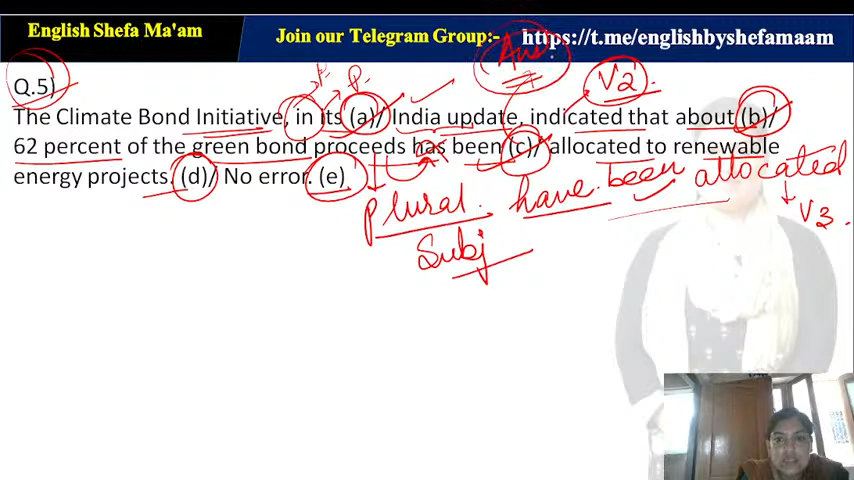 English Shefa Ma'am
Join our Telegram Group:- https://t.me/englishbyshefamaam
Ans.
Q.5)
P.
P.
V2
The Climate Bond Initiative, in its (a)/ India update, indicated that about (b)/
62 percent of the green bond proceeds has been (c)/ allocated to renewable
energy projects. (d)/ No error. (e)
Plural. have been allocated
Subj
V3.